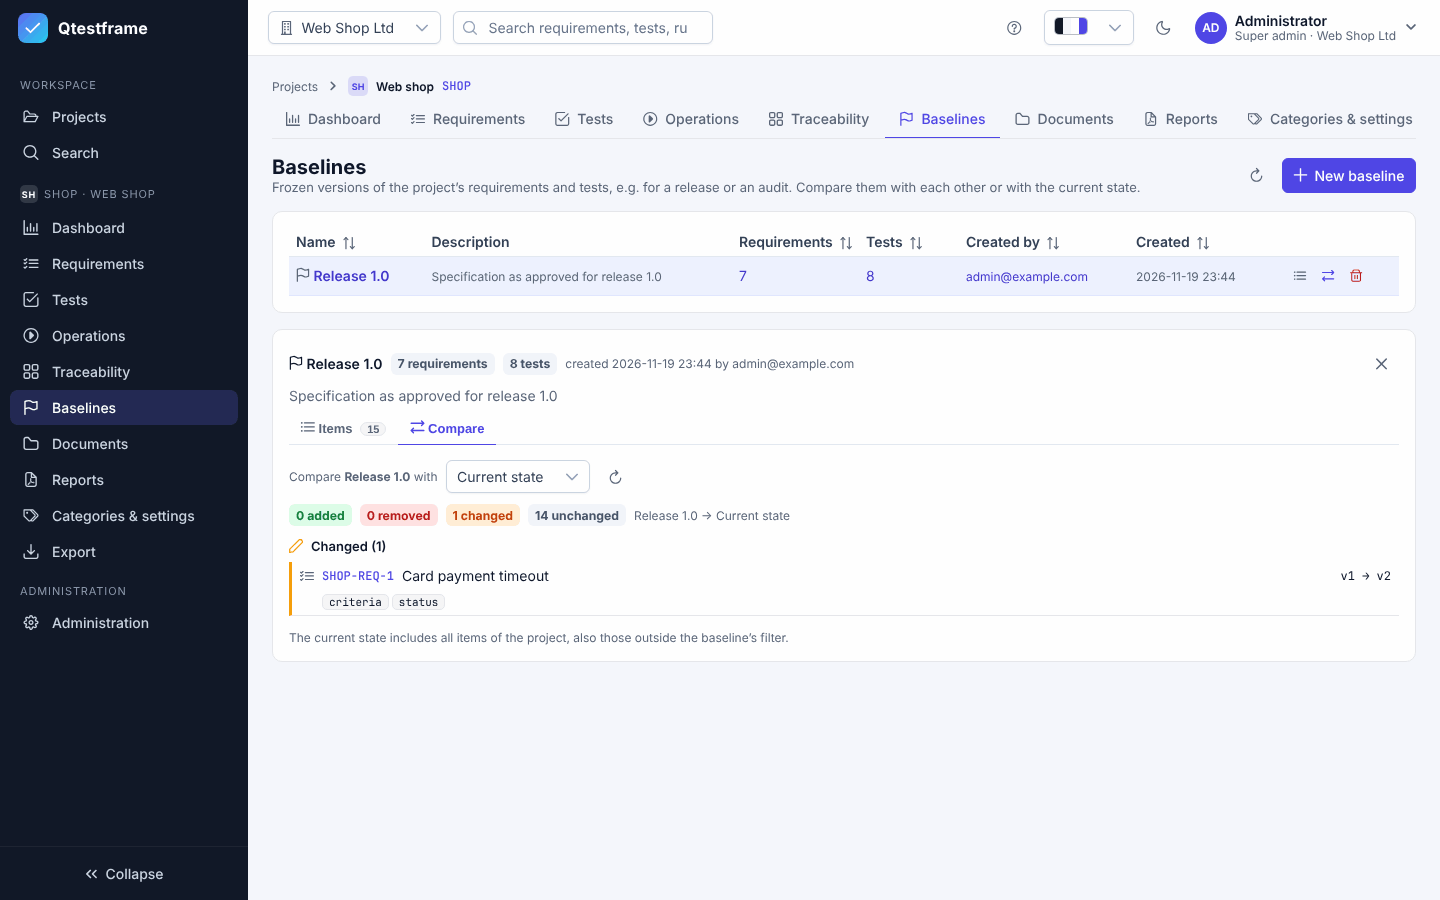 Qtestframe
Web Shop Ltd
Search requirements, tests, ru
AD
Administrator
Super admin · Web Shop Ltd
WORKSPACE
Projects
Search
SH SHOP · WEB SHOP
Dashboard
Requirements
Tests
Operations
Traceability
Baselines
Documents
Reports
Categories & settings
Export
ADMINISTRATION
Administration
Collapse
Projects SH Web shop SHOP
Dashboard Requirements Tests Operations Traceability Baselines Documents Reports Categories & settings
Baselines
Frozen versions of the project’s requirements and tests, e.g. for a release or an audit. Compare them with each other or with the current state.
New baseline
Name Description Requirements Tests Created by Created
Release 1.0 Specification as approved for release 1.0 7 8 admin@example.com 2026-11-19 23:44
Release 1.0 7 requirements 8 tests created 2026-11-19 23:44 by admin@example.com
Specification as approved for release 1.0
Items 15 Compare
Compare Release 1.0 with Current state
0 added 0 removed 1 changed 14 unchanged Release 1.0 → Current state
Changed (1)
SHOP-REQ-1 Card payment timeout v1 → v2
criteria status
The current state includes all items of the project, also those outside the baseline’s filter.